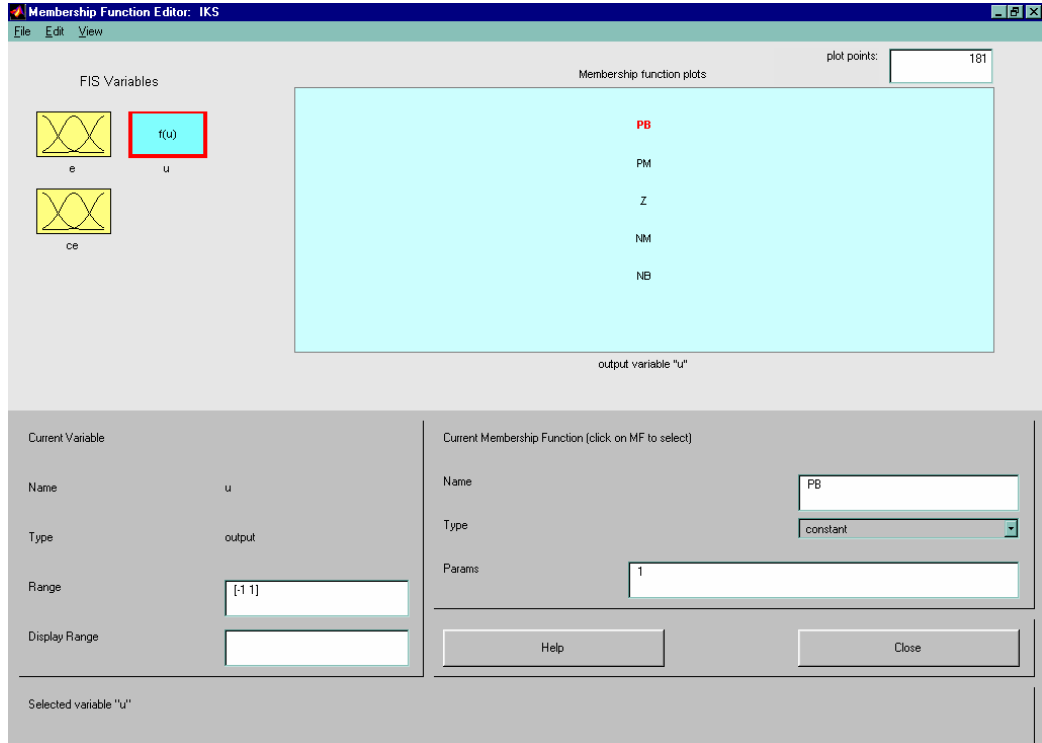 Membership Function Editor: IKS
File Edit View
FIS Variables
f(u)
e
u
ce
plot points:
181
Membership function plots
PB
PM
Z
NM
NB
output variable "u"
Current Variable
Name
u
Type
output
Range
[-1 1]
Display Range
Current Membership Function (click on MF to select)
Name
PB
Type
constant
Params
1
Help
Close
Selected variable "u"